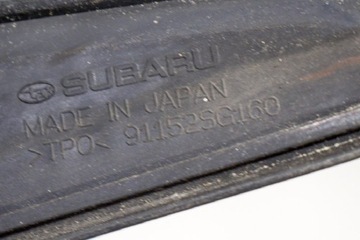 SUBARU
MADE IN JAPAN
>TPO< 91152SG160